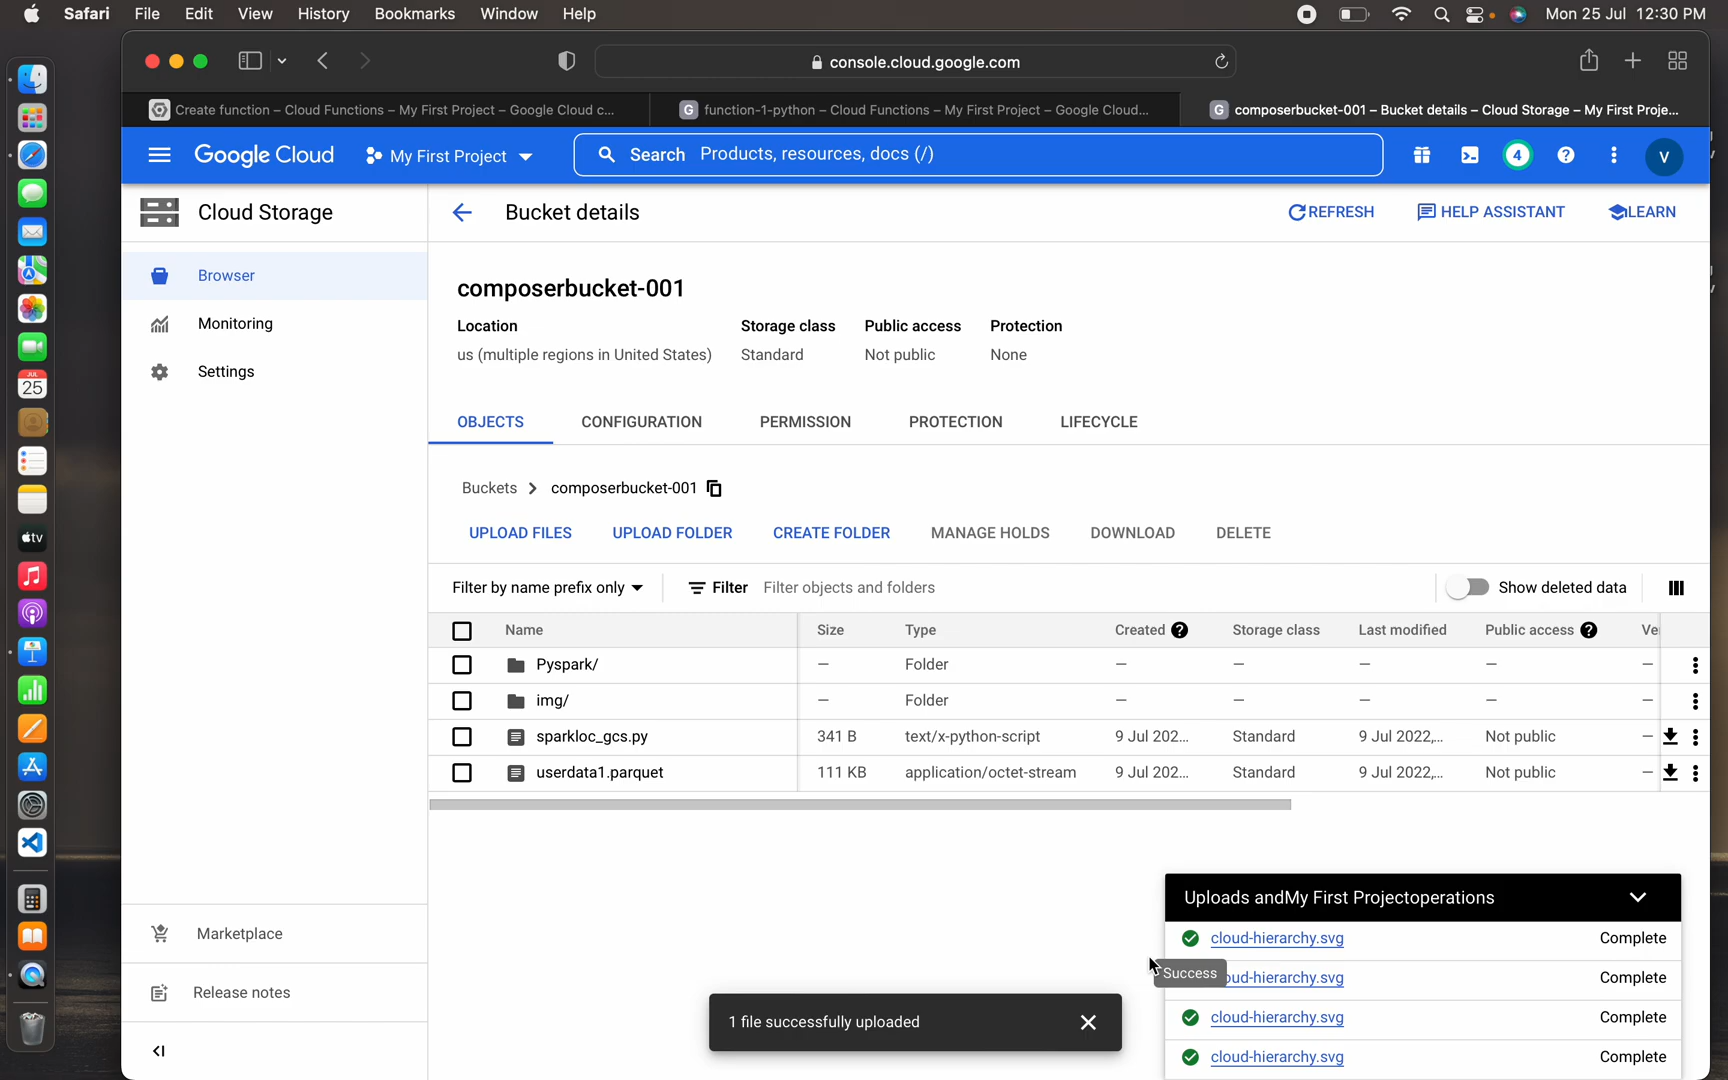 Safari File Edit View History Bookmarks Window Help Mon 25 Jul 12:30 PM
console.cloud.google.com
Create function – Cloud Functions – My First Project – Google Cloud c... function-1-python – Cloud Functions – My First Project – Google Cloud... composerbucket-001 – Bucket details – Cloud Storage – My First Proje...
Google Cloud My First Project Search Products, resources, docs (/) 4 V
Cloud Storage Bucket details REFRESH HELP ASSISTANT LEARN
Browser
Monitoring
Settings
composerbucket-001
Location Storage class Public access Protection
us (multiple regions in United States) Standard Not public None
OBJECTS CONFIGURATION PERMISSION PROTECTION LIFECYCLE
Buckets > composerbucket-001
UPLOAD FILES UPLOAD FOLDER CREATE FOLDER MANAGE HOLDS DOWNLOAD DELETE
Filter by name prefix only Filter Filter objects and folders Show deleted data
Name Size Type Created Storage class Last modified Public access Ve
Pyspark/ – Folder – – – – –
img/ – Folder – – – – –
sparkloc_gcs.py 341 B text/x-python-script 9 Jul 202... Standard 9 Jul 2022,... Not public –
userdata1.parquet 111 KB application/octet-stream 9 Jul 202... Standard 9 Jul 2022,... Not public –
Uploads andMy First Projectoperations
cloud-hierarchy.svg Complete
Success oud-hierarchy.svg Complete
cloud-hierarchy.svg Complete
cloud-hierarchy.svg Complete
1 file successfully uploaded
Marketplace
Release notes
JUL
25
tv